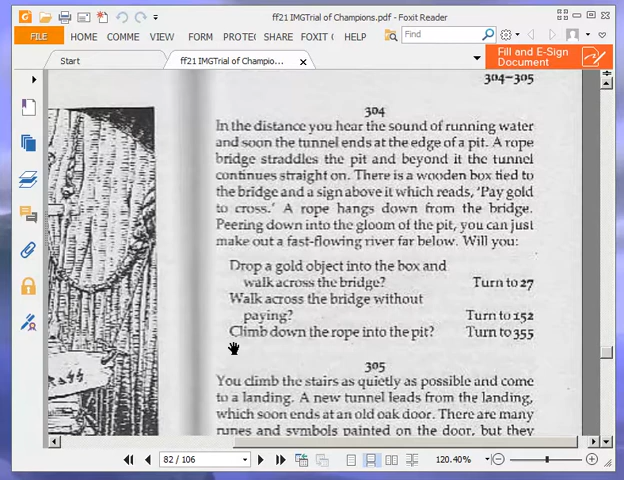 ff21 IMGTrial of Champions.pdf - Foxit Reader
FILE HOME COMME VIEW FORM PROTE SHARE FOXIT C HELP Find
Start ff21 IMGTrial of Champio...
Fill and E-Sign
Document
304–305
304
In the distance you hear the sound of running water
and soon the tunnel ends at the edge of a pit. A rope
bridge straddles the pit and beyond it the tunnel
continues straight on. There is a wooden box tied to
the bridge and a sign above it which reads, 'Pay gold
to cross.' A rope hangs down from the bridge.
Peering down into the gloom of the pit, you can just
make out a fast-flowing river far below. Will you:
Drop a gold object into the box and
walk across the bridge? Turn to 27
Walk across the bridge without
paying? Turn to 152
Climb down the rope into the pit? Turn to 355
305
You climb the stairs as quietly as possible and come
to a landing. A new tunnel leads from the landing,
which soon ends at an old oak door. There are many
runes and symbols painted on the door, but they
82 / 106 120.40%